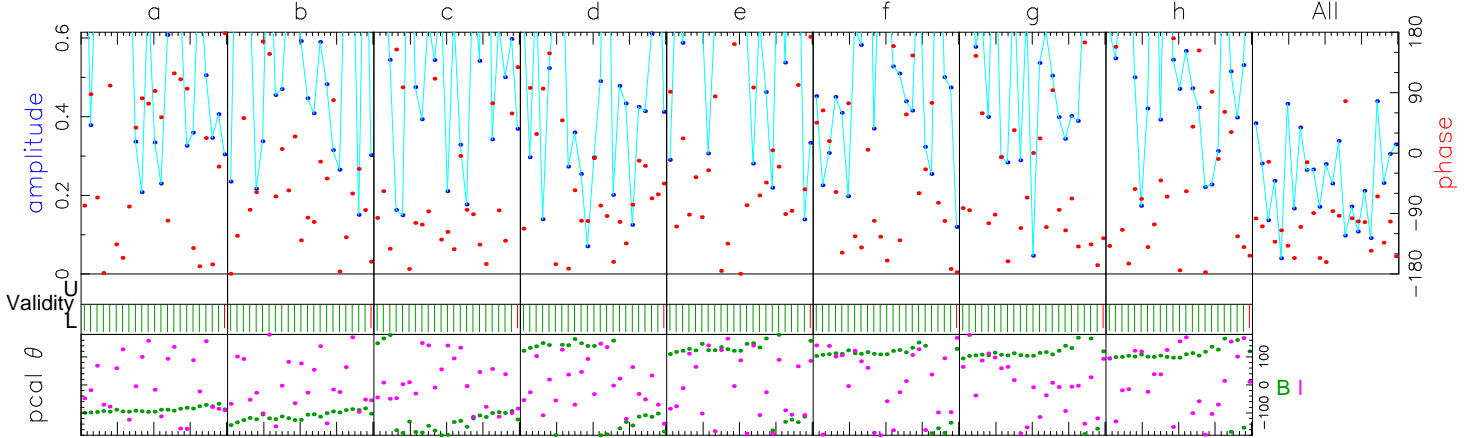 a b c d e f g h All
0.6 180
0.4 90
0.2 0
0 -90
-180
amplitude
phase
U
Validity
L
pcal θ
100
0
-100
B I